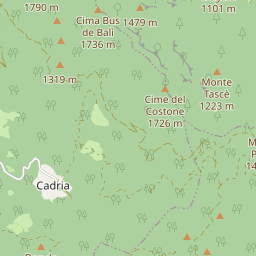 1790 m
Cima Bus
de Bali
1736 m
1479 m
1101 m
1319 m
Monte
Tascè
1223 m
Cime del
Costone
1726 m
Cadria